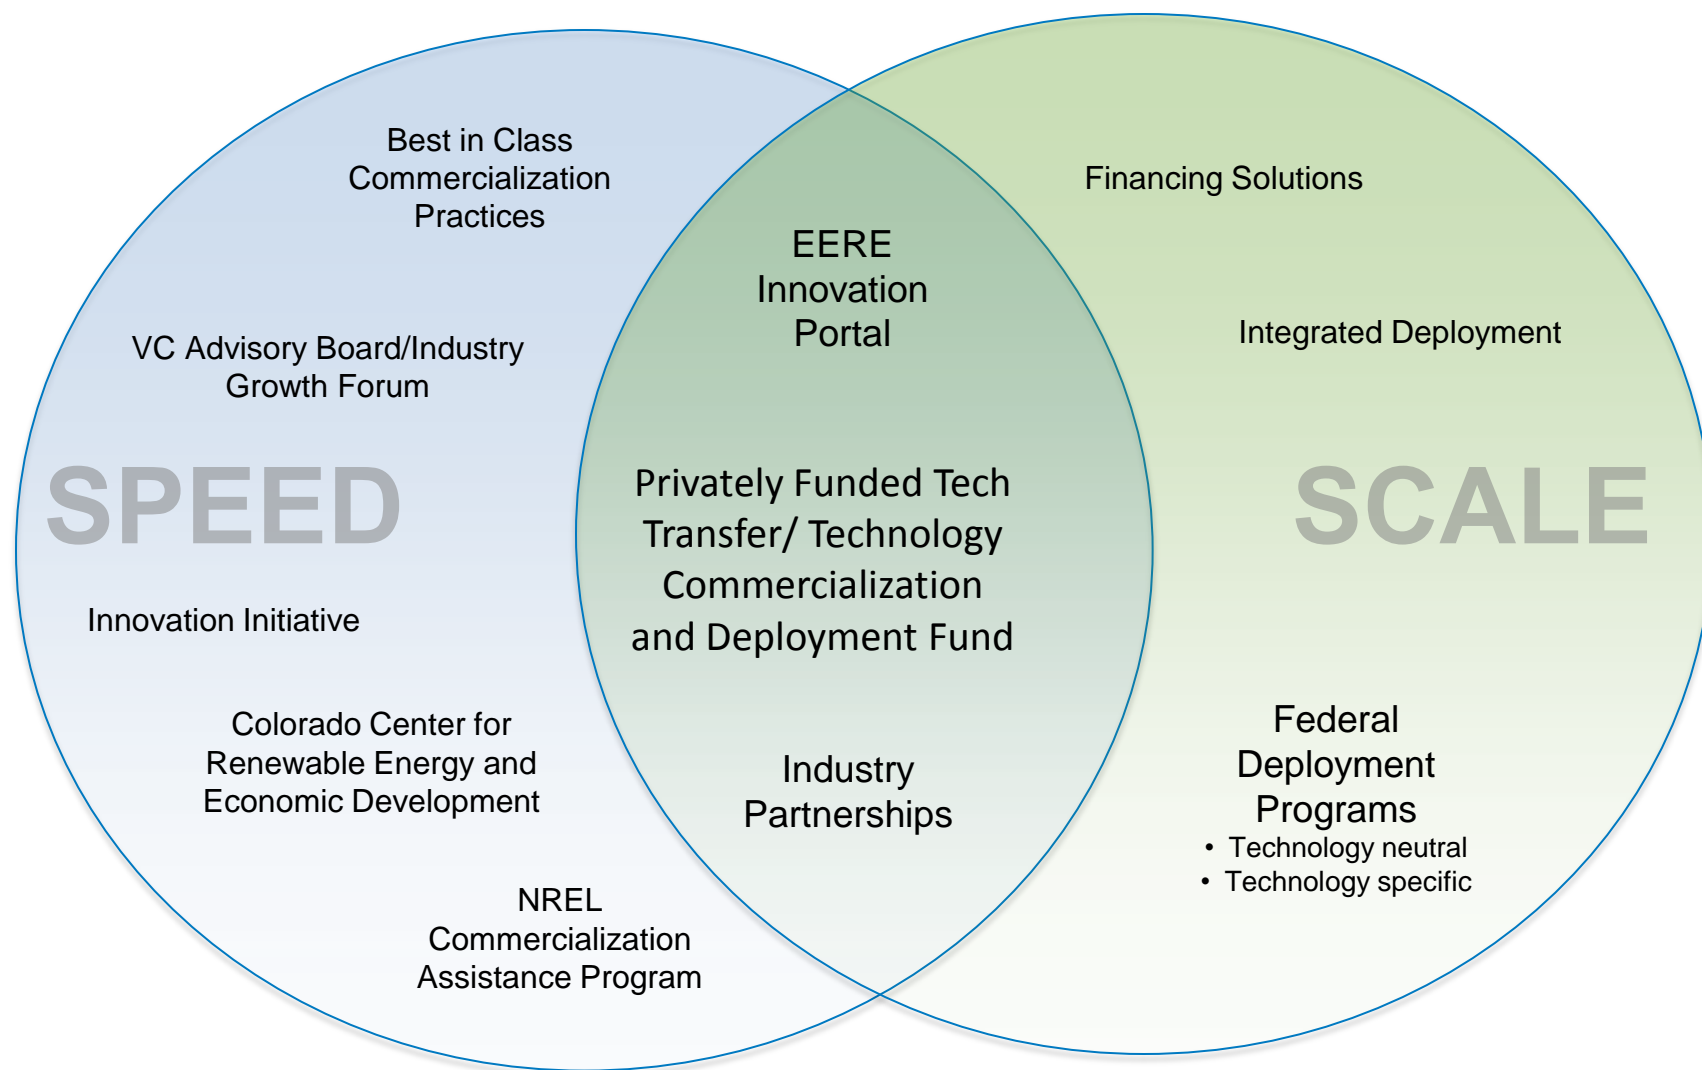 Best in Class
Commercialization
Practices
VC Advisory Board/Industry
Growth Forum
SPEED
Innovation Initiative
Colorado Center for
Renewable Energy and
Economic Development
NREL
Commercialization
Assistance Program
EERE
Innovation
Portal
Privately Funded Tech
Transfer/ Technology
Commercialization
and Deployment Fund
Industry
Partnerships
Financing Solutions
Integrated Deployment
SCALE
Federal
Deployment
Programs
• Technology neutral
• Technology specific